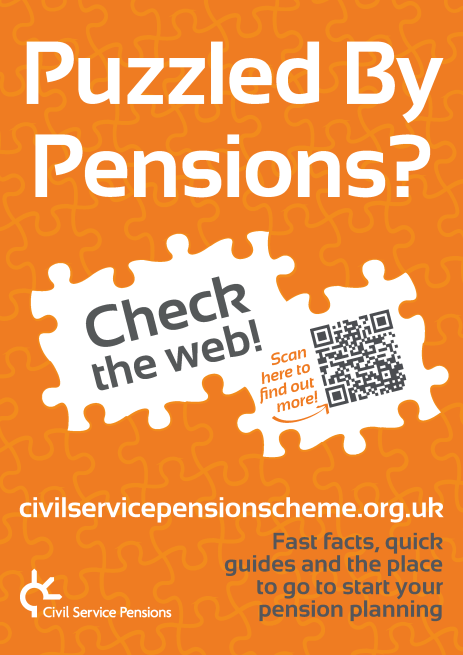 Puzzled By
Pensions?
Check
the web!
Scan
here to
find out
more!
civilservicepensionscheme.org.uk
Fast facts, quick
guides and the place
to go to start your
pension planning
Civil Service Pensions